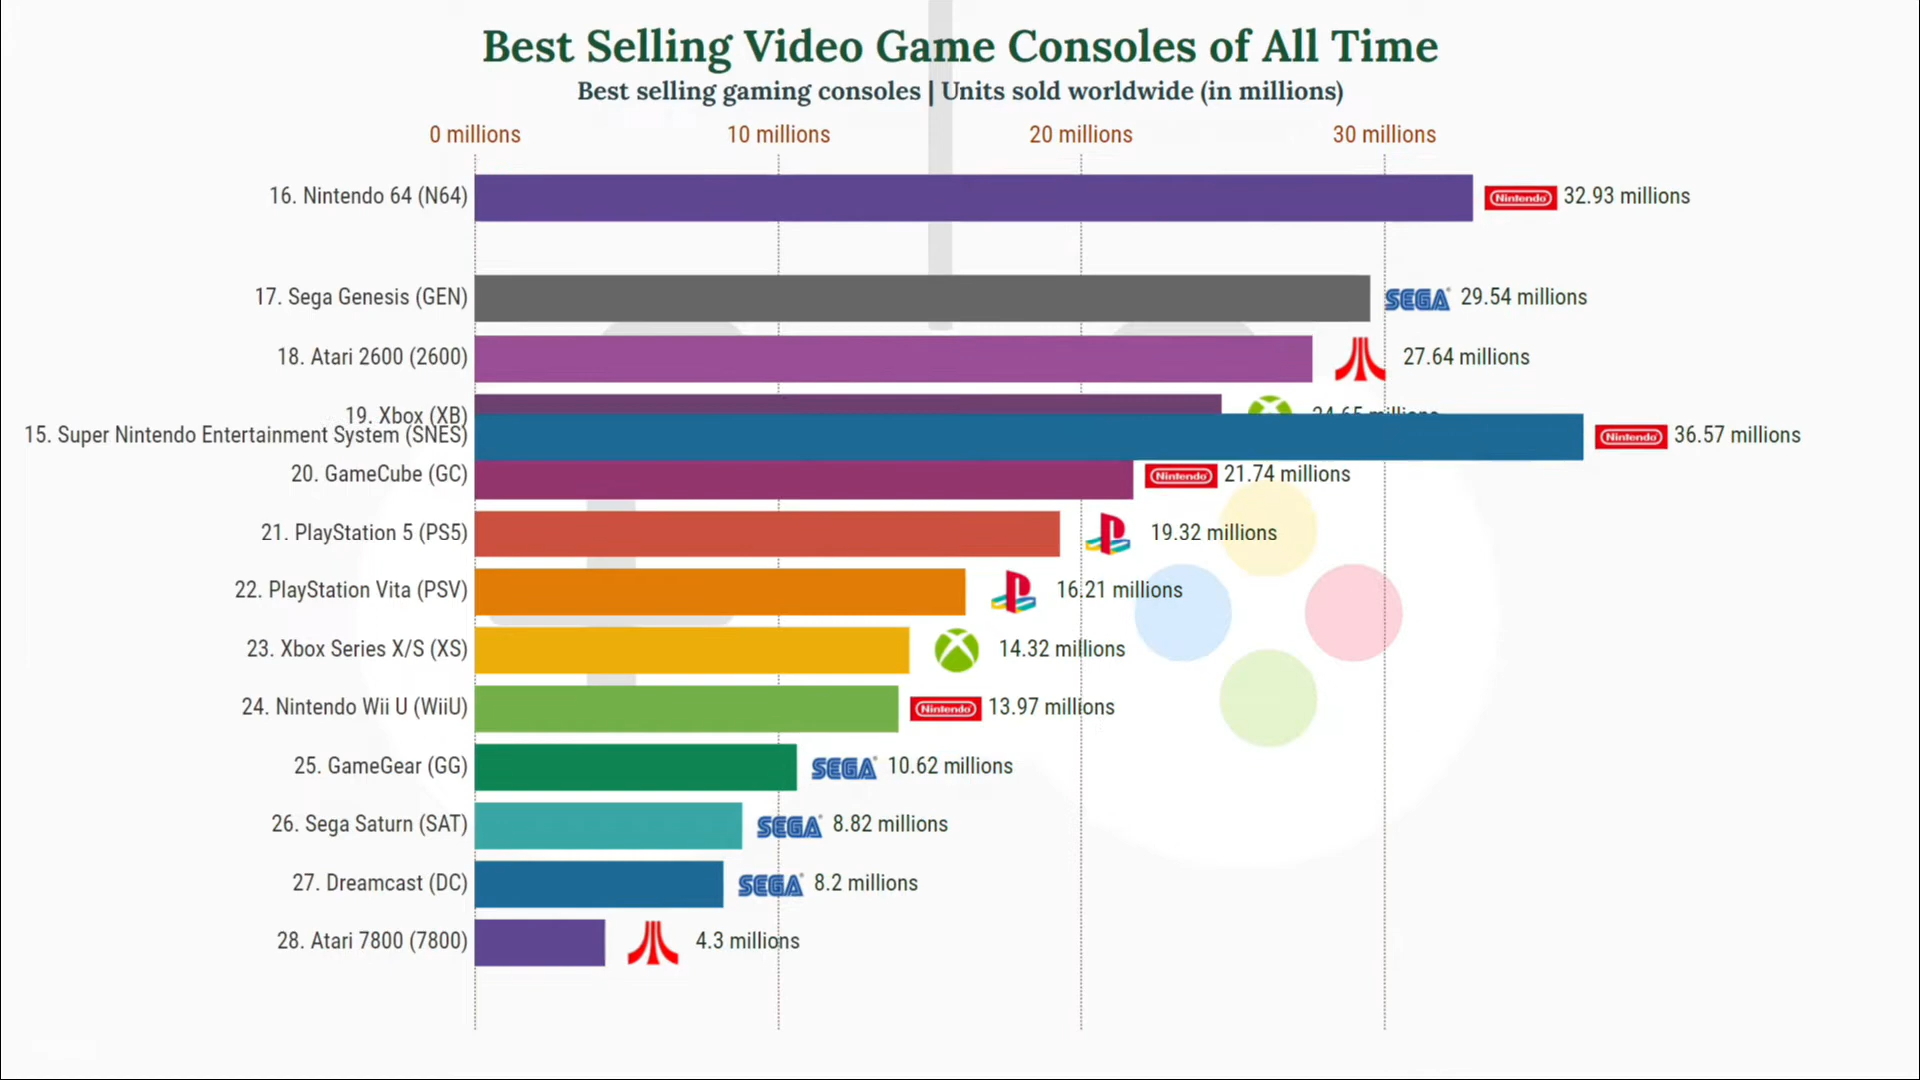 Best Selling Video Game Consoles of All Time
Best selling gaming consoles | Units sold worldwide (in millions)
0 millions 10 millions 20 millions 30 millions
16. Nintendo 64 (N64) Nintendo 32.93 millions
17. Sega Genesis (GEN) SEGA 29.54 millions
18. Atari 2600 (2600) 27.64 millions
19. Xbox (XB) 24.65 millions
15. Super Nintendo Entertainment System (SNES) Nintendo 36.57 millions
20. GameCube (GC) Nintendo 21.74 millions
21. PlayStation 5 (PS5) 19.32 millions
22. PlayStation Vita (PSV) 16.21 millions
23. Xbox Series X/S (XS) 14.32 millions
24. Nintendo Wii U (WiiU) Nintendo 13.97 millions
25. GameGear (GG) SEGA 10.62 millions
26. Sega Saturn (SAT) SEGA 8.82 millions
27. Dreamcast (DC) SEGA 8.2 millions
28. Atari 7800 (7800) 4.3 millions